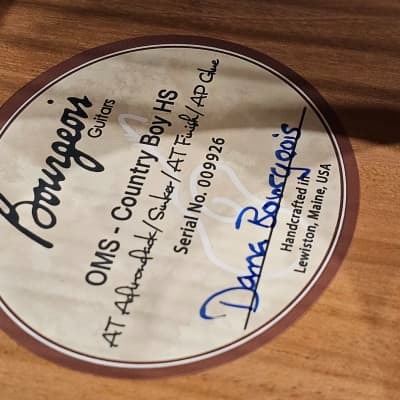 Bourgeois
Guitars
OMS - Country Boy HS
AT Adirondack/Sinker/AT Finish/AP Glue
Serial No. 009926
Dana Bourgeois
Handcrafted in
Lewiston, Maine, USA